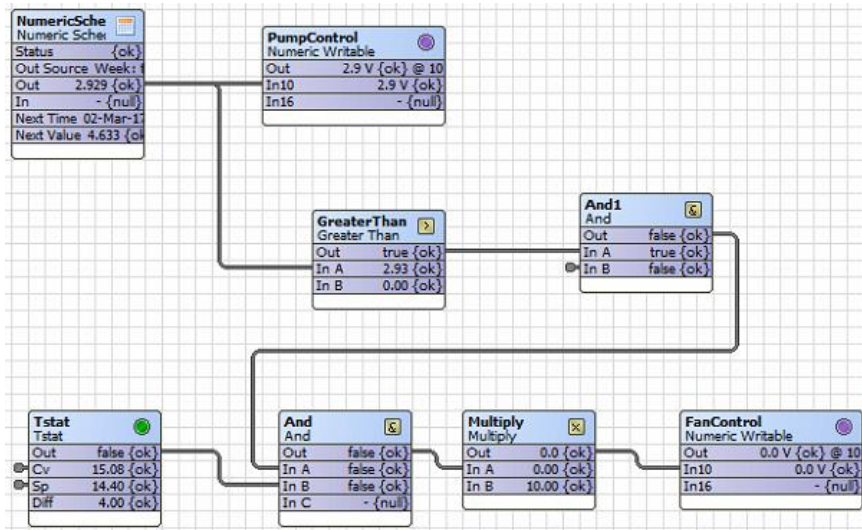 NumericSche
Numeric Schei
Status {ok}
Out Source Week: t
Out 2.929 {ok}
In - {null}
Next Time 02-Mar-17
Next Value 4.633 {ok
PumpControl
Numeric Writable
Out 2.9 V {ok} @ 10
In10 2.9 V {ok}
In16 - {null}
GreaterThan >
Greater Than
Out true {ok}
In A 2.93 {ok}
In B 0.00 {ok}
And1 &
And
Out false {ok}
In A true {ok}
In B false {ok}
Tstat
Tstat
Out false {ok}
Cv 15.08 {ok}
Sp 14.40 {ok}
Diff 4.00 {ok}
And &
And
Out false {ok}
In A false {ok}
In B false {ok}
In C - {null}
Multiply ×
Multiply
Out 0.0 {ok}
In A 0.00 {ok}
In B 10.00 {ok}
FanControl
Numeric Writable
Out 0.0 V {ok} @ 10
In10 0.0 V {ok}
In16 - {null}